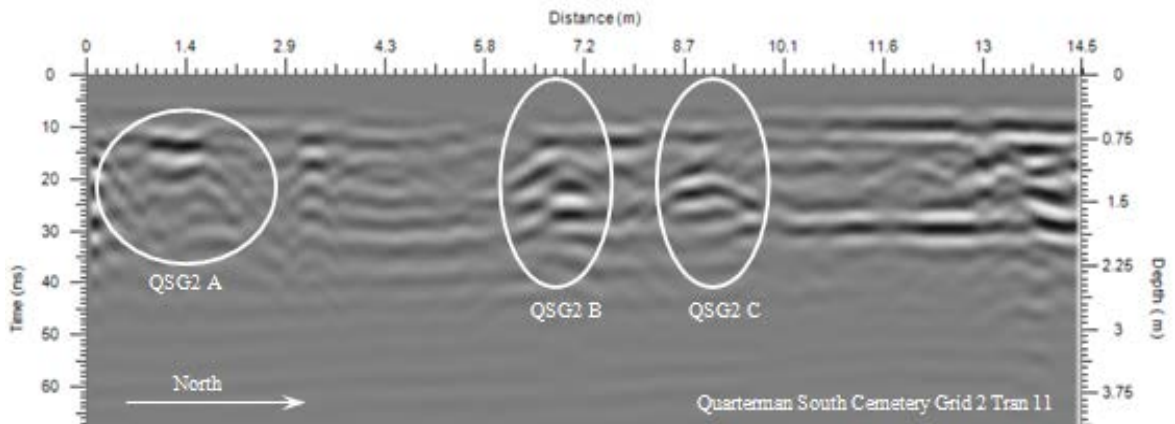 Distance (m)
0 1.4 2.9 4.3 5.8 7.2 8.7 10.1 11.6 13 14.5
0 0
10 0.75
20 1.5
30
QSG2 A
40 2.25
QSG2 B QSG2 C
50 3
60 3.75
Time (ns)
Depth (m)
North
Quarterman South Cemetery Grid 2 Tran 11